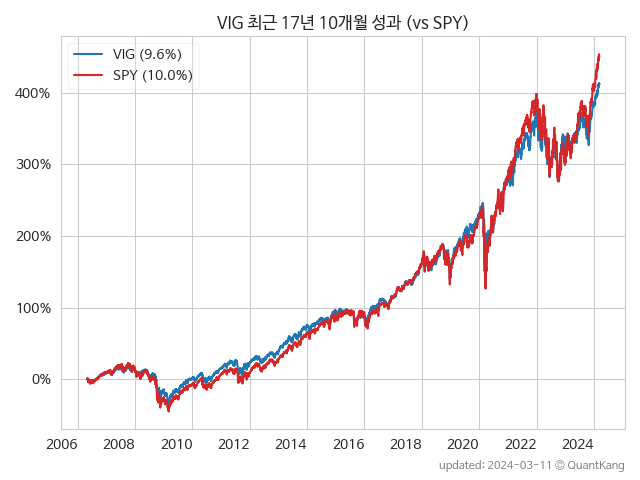 VIG 최근 17년 10개월 성과 (vs SPY)
VIG (9.6%)
SPY (10.0%)
400%
300%
200%
100%
0%
2006 2008 2010 2012 2014 2016 2018 2020 2022 2024
updated: 2024-03-11 © QuantKang